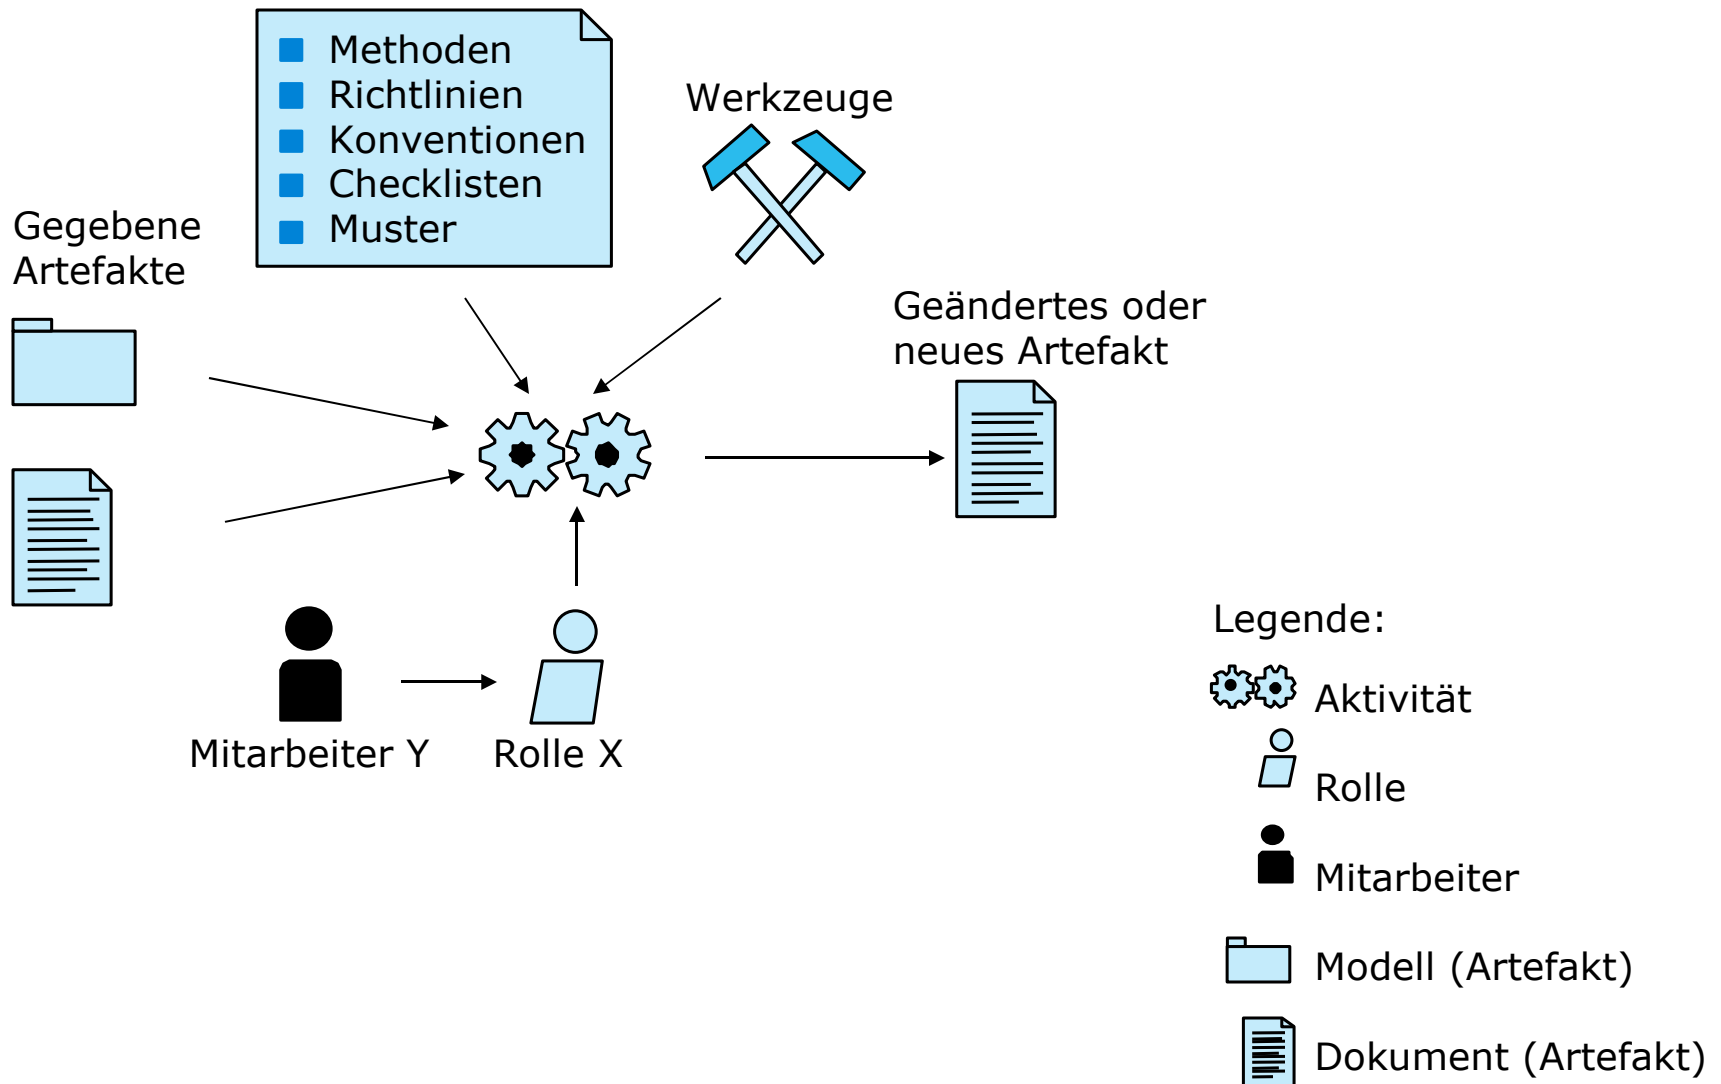 Methoden
Richtlinien
Konventionen
Checklisten
Muster
Werkzeuge
Gegebene
Artefakte
Geändertes oder
neues Artefakt
Mitarbeiter Y
Rolle X
Legende:
Aktivität
Rolle
Mitarbeiter
Modell (Artefakt)
Dokument (Artefakt)